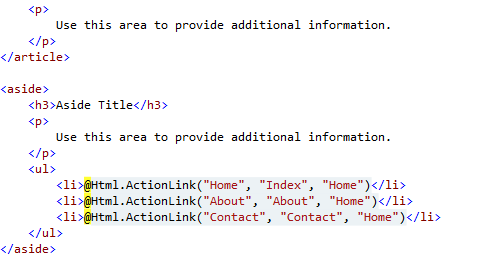 <p>
Use this area to provide additional information.
</p>
</article>
<aside>
<h3>Aside Title</h3>
<p>
Use this area to provide additional information.
</p>
<ul>
<li>@Html.ActionLink("Home", "Index", "Home")</li>
<li>@Html.ActionLink("About", "About", "Home")</li>
<li>@Html.ActionLink("Contact", "Contact", "Home")</li>
</ul>
</aside>